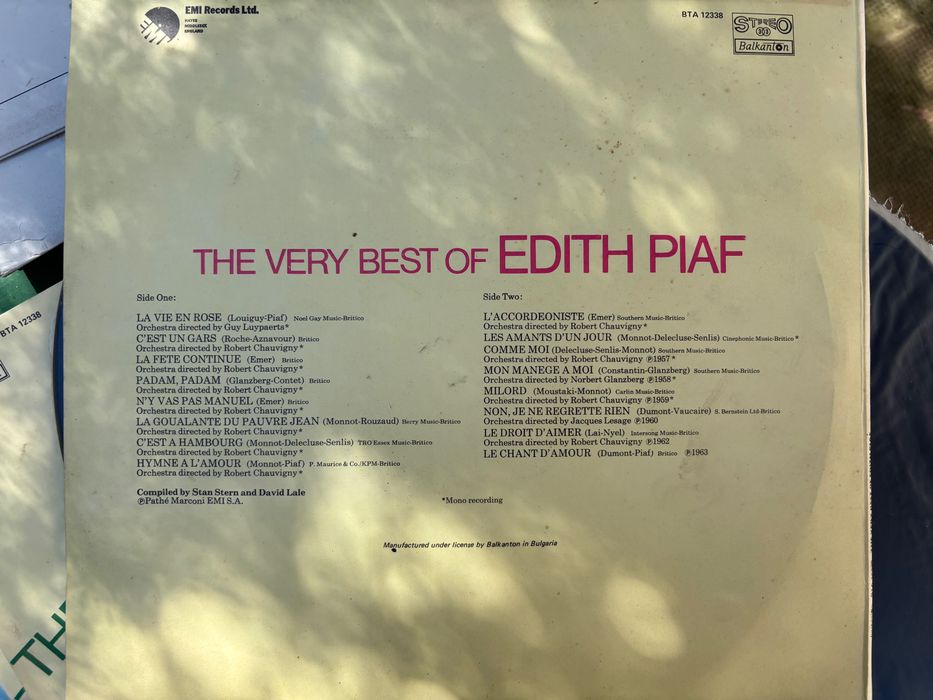 EMI
EMI Records Ltd.
HAYES
MIDDLESEX
ENGLAND
BTA 12338
STEREO
Balkanton
THE VERY BEST OF EDITH PIAF
Side One:
LA VIE EN ROSE (Louiguy-Piaf) Noel Gay Music-Britico
Orchestra directed by Guy Luypaerts*
C'EST UN GARS (Roche-Aznavour) Britico
Orchestra directed by Robert Chauvigny*
LA FETE CONTINUE (Emer) Britico
Orchestra directed by Robert Chauvigny*
PADAM, PADAM (Glanzberg-Contet) Britico
Orchestra directed by Robert Chauvigny*
N'Y VAS PAS MANUEL (Emer) Britico
Orchestra directed by Robert Chauvigny*
LA GOUALANTE DU PAUVRE JEAN (Monnot-Rouzaud) Berry Music-Britico
Orchestra directed by Robert Chauvigny*
C'EST A HAMBOURG (Monnot-Delecluse-Senlis) TRO Essex Music-Britico
Orchestra directed by Robert Chauvigny*
HYMNE A L'AMOUR (Monnot-Piaf) P. Maurice & Co./KPM-Britico
Orchestra directed by Robert Chauvigny*
Compiled by Stan Stern and David Lale
℗Pathé Marconi EMI S.A.
Side Two:
L'ACCORDEONISTE (Emer) Southern Music-Britico
Orchestra directed by Robert Chauvigny*
LES AMANTS D'UN JOUR (Monnot-Delecluse-Senlis) Cinephonic Music-Britico*
COMME MOI (Delecluse-Senlis-Monnot) Southern Music-Britico
Orchestra directed by Robert Chauvigny ℗1957*
MON MANEGE A MOI (Constantin-Glanzberg) Southern Music-Britico
Orchestra directed by Norbert Glanzberg ℗1958*
MILORD (Moustaki-Monnot) Carlin Music-Britico
Orchestra directed by Robert Chauvigny ℗1959*
NON, JE NE REGRETTE RIEN (Dumont-Vaucaire) S. Bernstein Ltd-Britico
Orchestra directed by Jacques Lesage ℗1960
LE DROIT D'AIMER (Lai-Nyel) Intersong Music-Britico
Orchestra directed by Robert Chauvigny ℗1962
LE CHANT D'AMOUR (Dumont-Piaf) Britico ℗1963
*Mono recording
Manufactured under license by Balkanton in Bulgaria
BTA 12338
TH